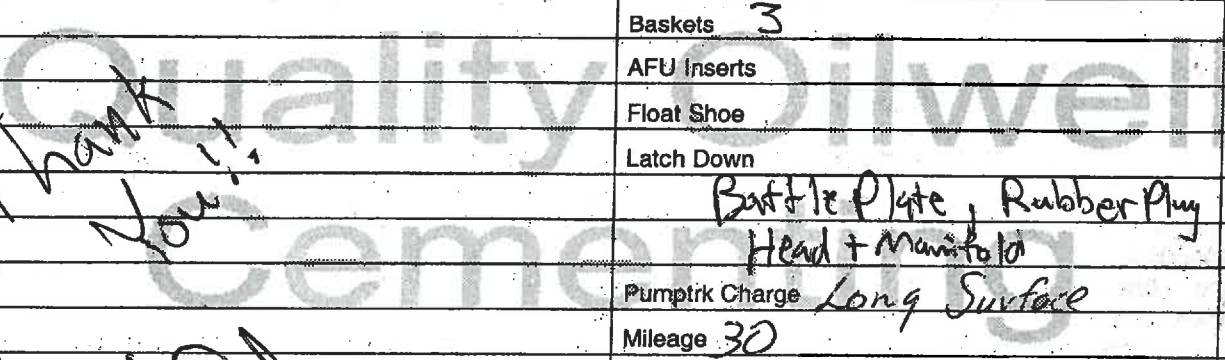 Quality Oilwell
Cementing
Thank
You!!
Baskets 3
AFU Inserts
Float Shoe
Latch Down
Baffle Plate, Rubber Plug
Head + Manifold
Pumptrk Charge Long Surface
Mileage 30